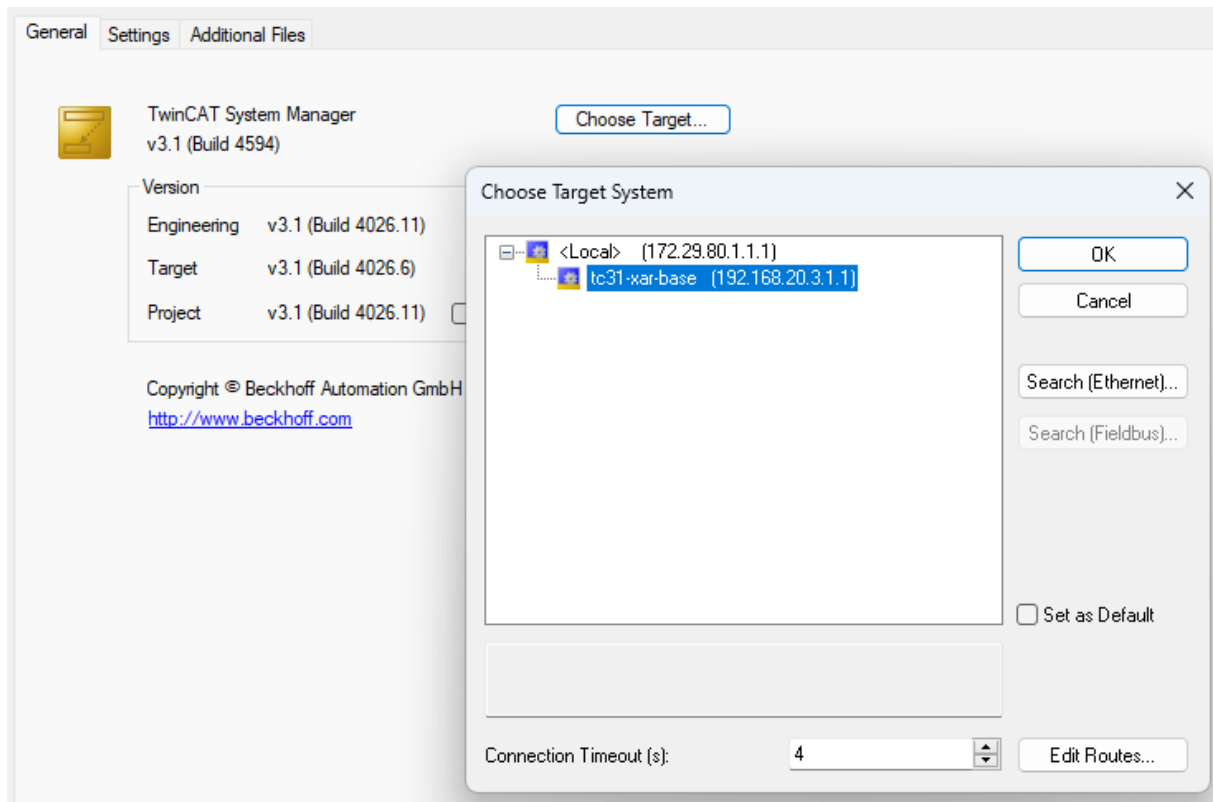 General Settings Additional Files
TwinCAT System Manager
v3.1 (Build 4594)
Choose Target...
Version
Engineering v3.1 (Build 4026.11)
Target v3.1 (Build 4026.6)
Project v3.1 (Build 4026.11)
Copyright © Beckhoff Automation GmbH
http://www.beckhoff.com
Choose Target System
<Local> (172.29.80.1.1.1)
tc31-xar-base (192.168.20.3.1.1)
OK
Cancel
Search (Ethernet)...
Search (Fieldbus)...
Set as Default
Connection Timeout (s): 4
Edit Routes...